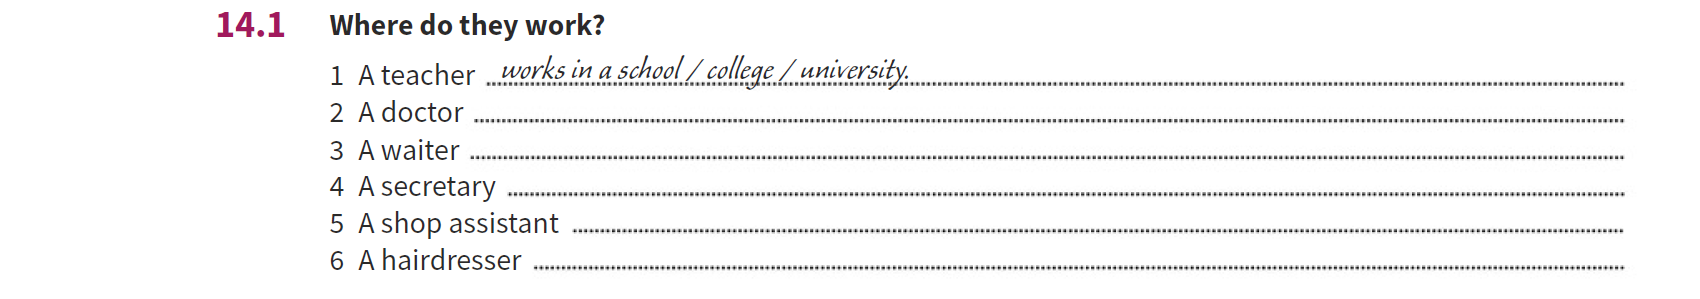 14.1 Where do they work?
1 A teacher works in a school / college / university.
2 A doctor
3 A waiter
4 A secretary
5 A shop assistant
6 A hairdresser